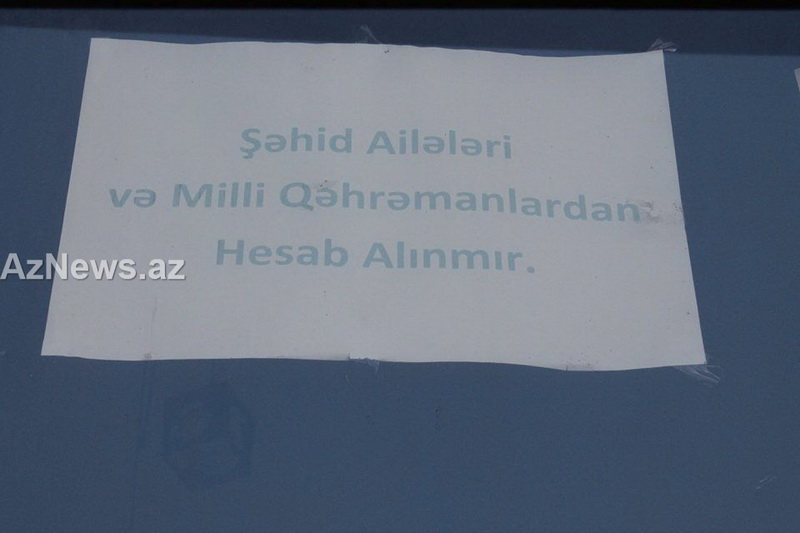 Şəhid Ailələri
və Milli Qəhrəmanlardan
Hesab Alınmır.
AzNews.az